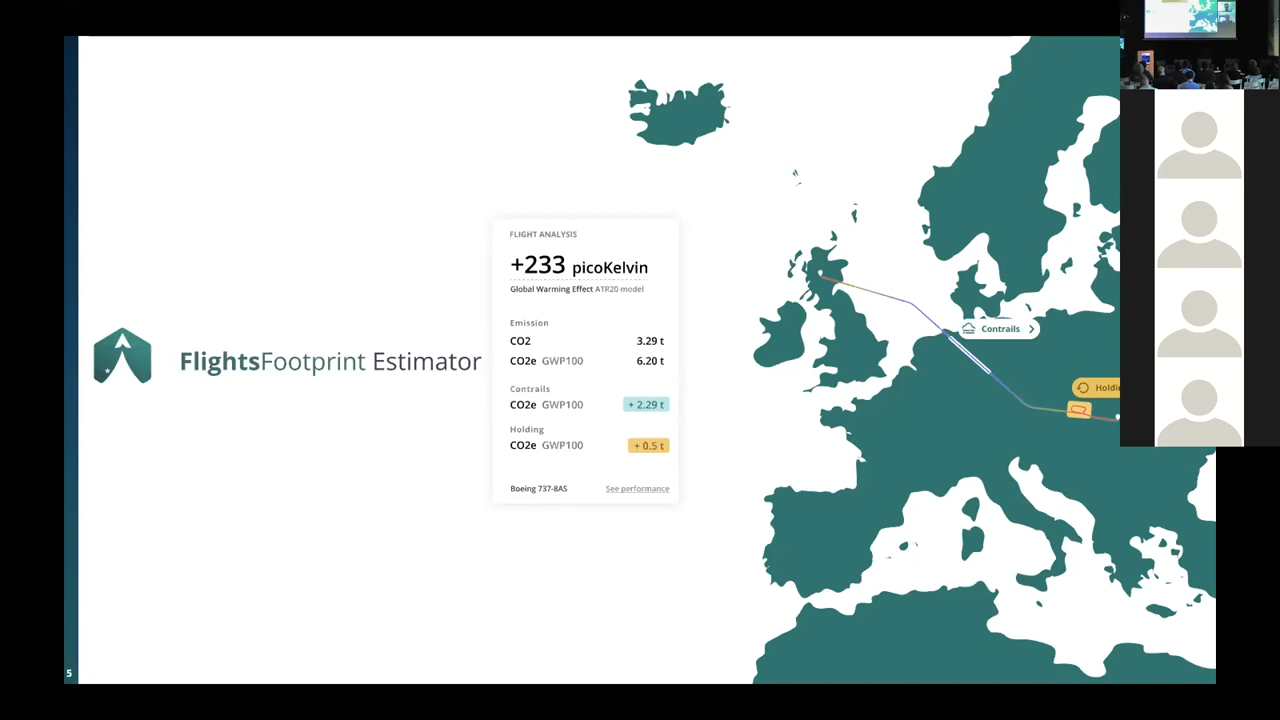 FlightsFootprint Estimator
FLIGHT ANALYSIS
+233 picoKelvin
Global Warming Effect ATR20 model
Emission
CO2 3.29 t
CO2e GWP100 6.20 t
Contrails
CO2e GWP100 + 2.29 t
Holding
CO2e GWP100 + 0.5 t
Boeing 737-8AS See performance
Contrails
Holdi
5